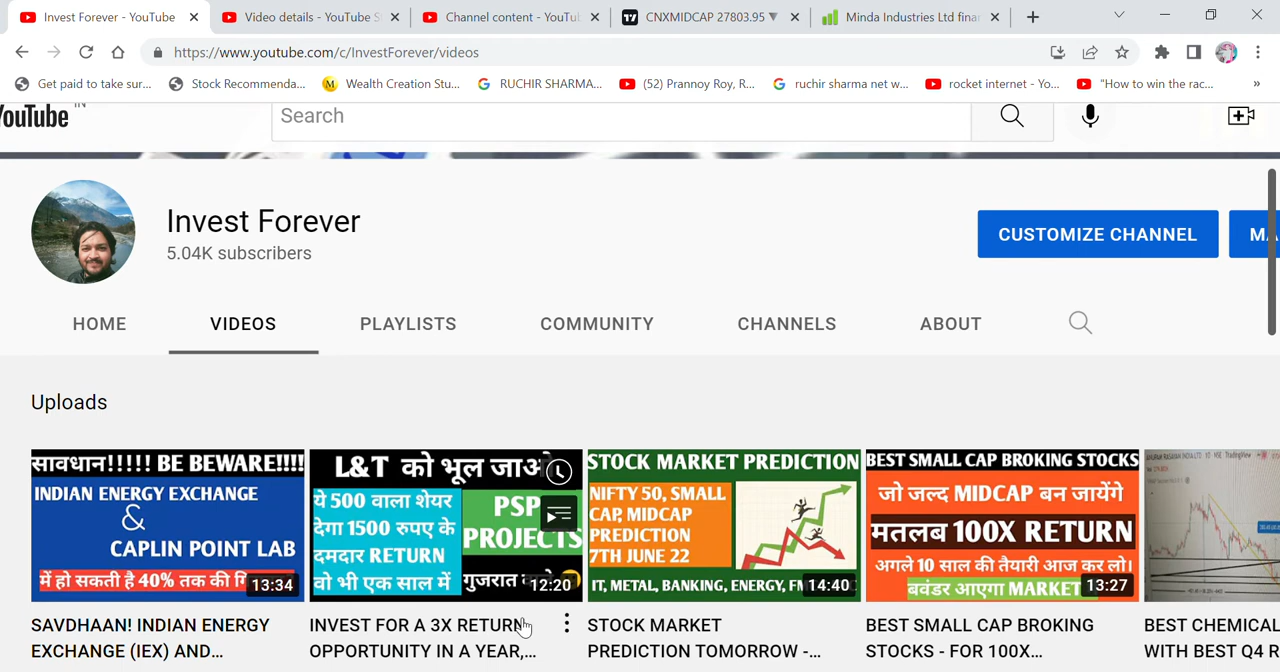 Invest Forever - YouTube
Video details - YouTube S
Channel content - YouTu
CNXMIDCAP 27803.95 ▼
Minda Industries Ltd finan
https://www.youtube.com/c/InvestForever/videos
Get paid to take sur...
Stock Recommenda...
Wealth Creation Stu...
RUCHIR SHARMA...
(52) Prannoy Roy, R...
ruchir sharma net w...
rocket internet - Yo...
"How to win the rac...
»
YouTube IN
Search
Invest Forever
5.04K subscribers
CUSTOMIZE CHANNEL
MA
HOME
VIDEOS
PLAYLISTS
COMMUNITY
CHANNELS
ABOUT
Uploads
सावधान!!!!! BE BEWARE!!!!
INDIAN ENERGY EXCHANGE
&
CAPLIN POINT LAB
में हो सकती है 40% तक की
13:34
SAVDHAAN! INDIAN ENERGY
EXCHANGE (IEX) AND...
L&T को भूल जाओ
ये 500 वाला शेयर
देगा 1500 रुपए के
दमदार RETURN
वो भी एक साल में
PSP
PROJECTS
गुजरात का
12:20
INVEST FOR A 3X RETURN
OPPORTUNITY IN A YEAR,...
STOCK MARKET PREDICTION
NIFTY 50, SMALL
CAP, MIDCAP
PREDICTION
7TH JUNE 22
IT, METAL, BANKING, ENERGY,
14:40
STOCK MARKET
PREDICTION TOMORROW -...
BEST SMALL CAP BROKING STOCKS
जो जल्द MIDCAP बन जायेंगे
मतलब 100X RETURN
अगले 10 साल की तैयारी आज कर लो।
बवंडर आएगा MARKET
13:27
BEST SMALL CAP BROKING
STOCKS - FOR 100X...
BEST CHEMICAL
WITH BEST Q4 R